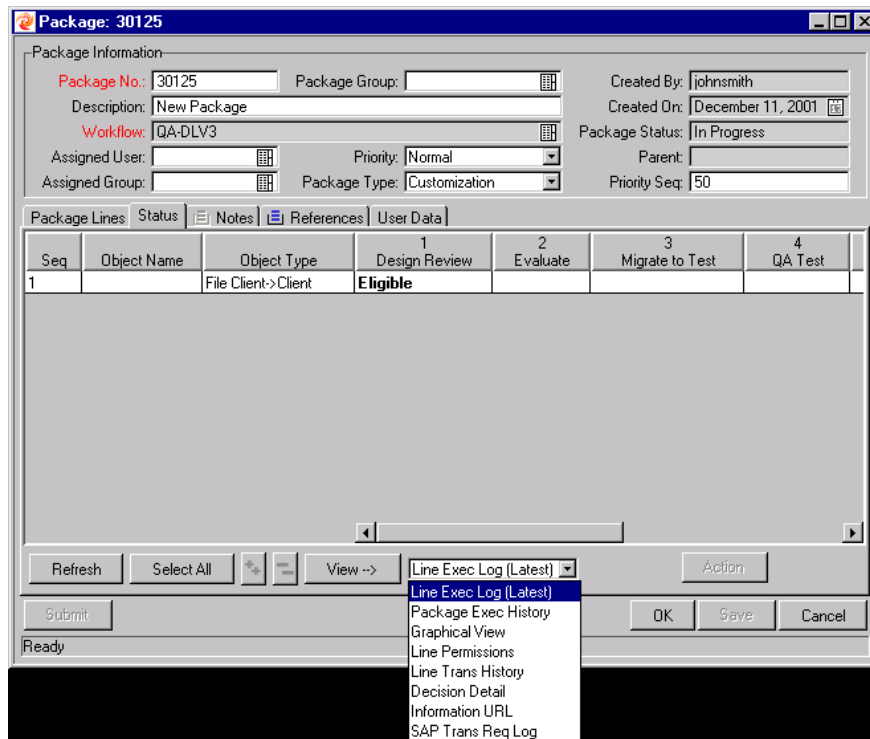 Package: 30125
Package Information
Package No.: 30125 Package Group: Created By: johnsmith
Description: New Package Created On: December 11, 2001
Workflow: QA-DLV3 Package Status: In Progress
Assigned User: Priority: Normal Parent:
Assigned Group: Package Type: Customization Priority Seq: 50
Package Lines Status Notes References User Data
1 2 3 4
Seq Object Name Object Type Design Review Evaluate Migrate to Test QA Test
1 File Client->Client Eligible
Refresh Select All View --> Line Exec Log (Latest) Action
Line Exec Log (Latest)
Submit Package Exec History OK Save Cancel
Graphical View
Ready Line Permissions
Line Trans History
Decision Detail
Information URL
SAP Trans Req Log